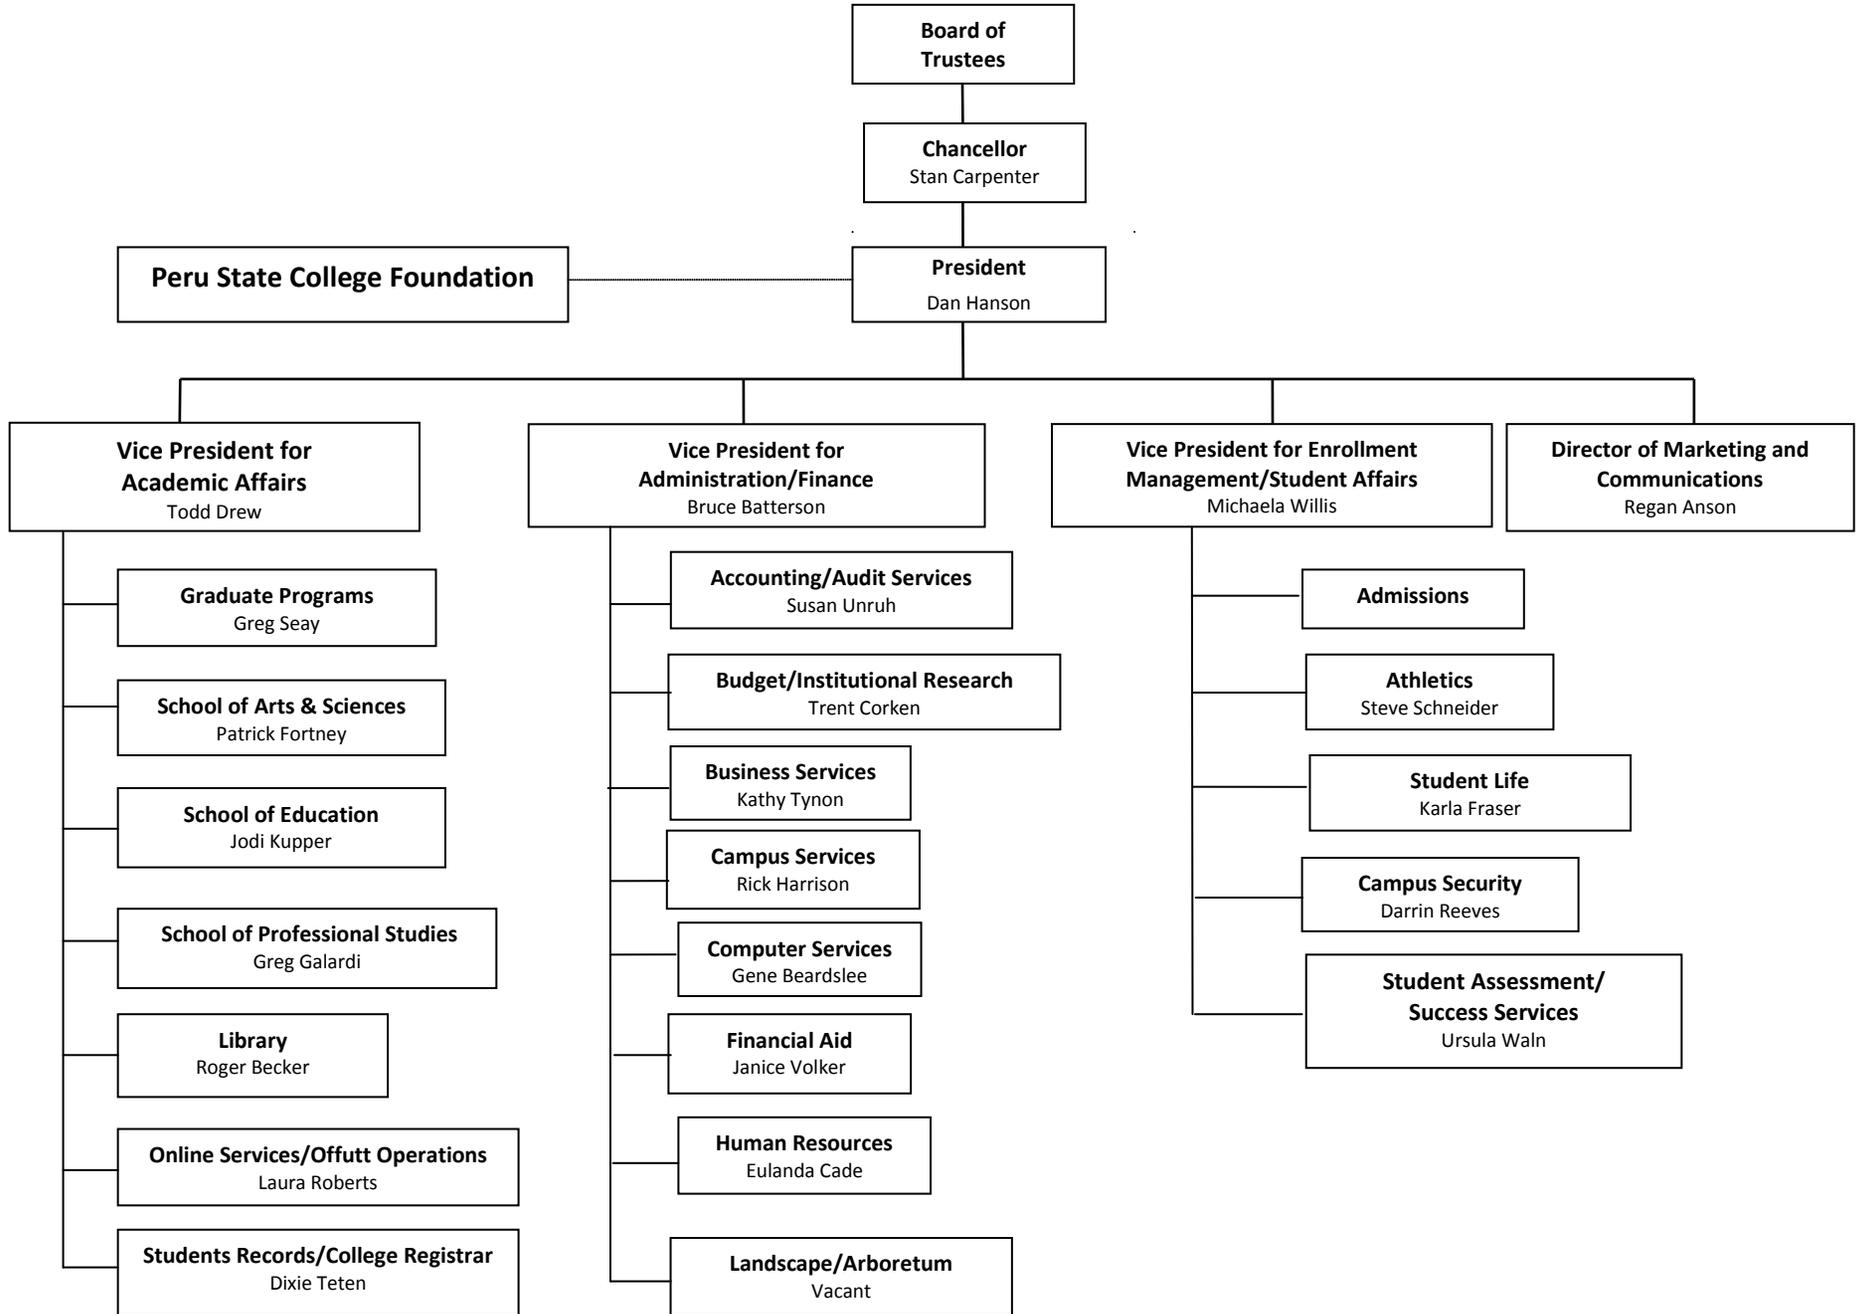 Board of
Trustees
Chancellor
Stan Carpenter
Peru State College Foundation
President
Dan Hanson
Vice President for
Academic Affairs
Todd Drew
Vice President for
Administration/Finance
Bruce Batterson
Vice President for Enrollment
Management/Student Affairs
Michaela Willis
Director of Marketing and
Communications
Regan Anson
Graduate Programs
Greg Seay
School of Arts & Sciences
Patrick Fortney
School of Education
Jodi Kupper
School of Professional Studies
Greg Galardi
Library
Roger Becker
Online Services/Offutt Operations
Laura Roberts
Students Records/College Registrar
Dixie Teten
Accounting/Audit Services
Susan Unruh
Budget/Institutional Research
Trent Corken
Business Services
Kathy Tynon
Campus Services
Rick Harrison
Computer Services
Gene Beardslee
Financial Aid
Janice Volker
Human Resources
Eulanda Cade
Landscape/Arboretum
Vacant
Admissions
Athletics
Steve Schneider
Student Life
Karla Fraser
Campus Security
Darrin Reeves
Student Assessment/
Success Services
Ursula Waln